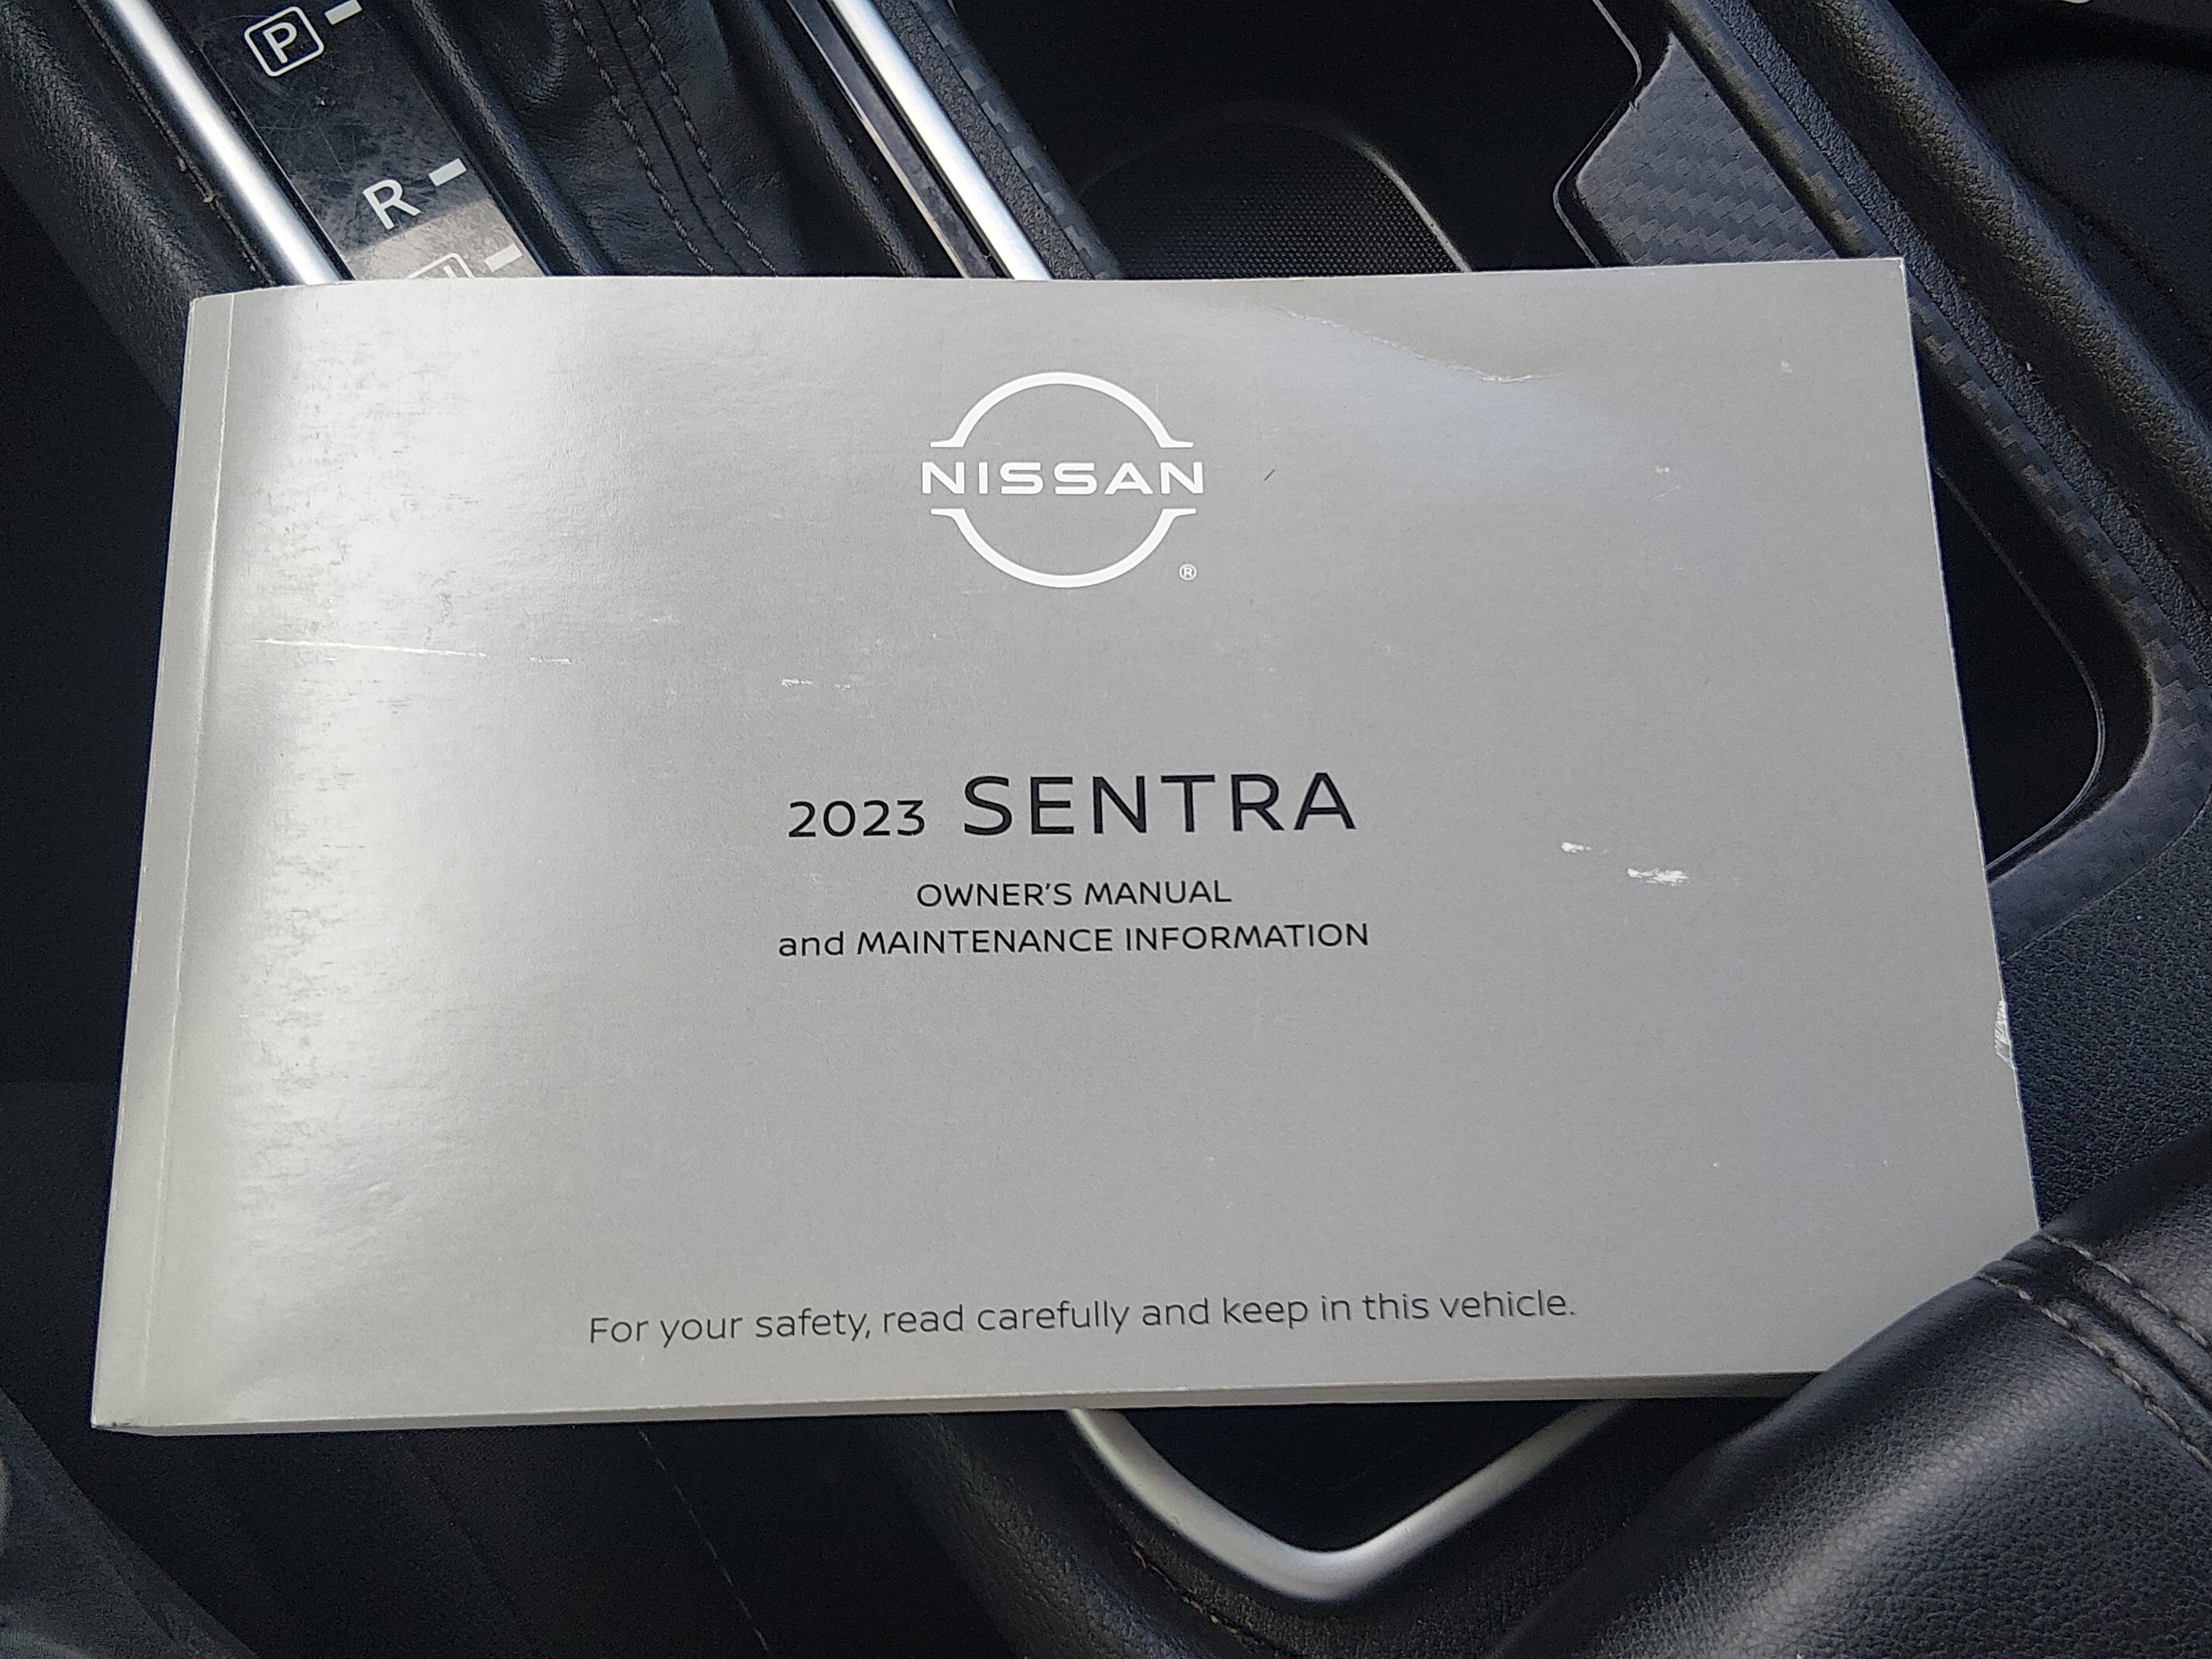 P
R
NISSAN
®
2023 SENTRA
OWNER'S MANUAL
and MAINTENANCE INFORMATION
For your safety, read carefully and keep in this vehicle.